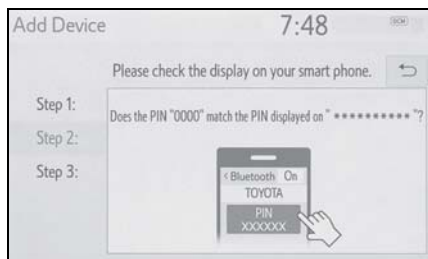 Add Device 7:48 DCM
Please check the display on your smart phone.
Step 1:
Does the PIN "0000" match the PIN displayed on " ********** "?
Step 2:
Step 3:
< Bluetooth On
TOYOTA
PIN
XXXXXX